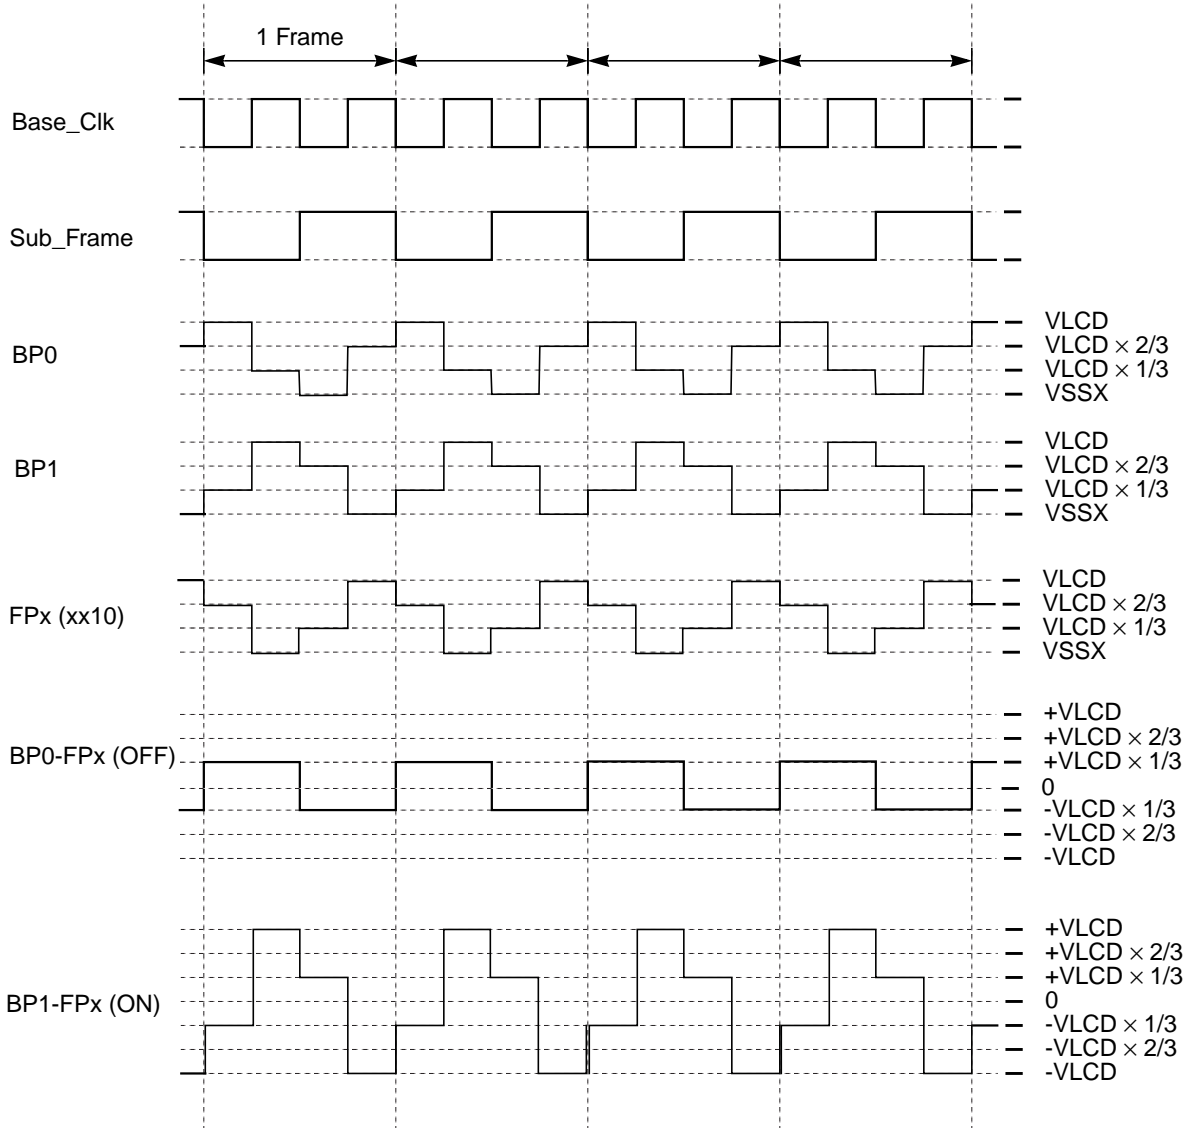 1 Frame
Base_Clk
Sub_Frame
BP0
VLCD
VLCD × 2/3
VLCD × 1/3
VSSX
BP1
VLCD
VLCD × 2/3
VLCD × 1/3
VSSX
FPx (xx10)
VLCD
VLCD × 2/3
VLCD × 1/3
VSSX
BP0-FPx (OFF)
+VLCD
+VLCD × 2/3
+VLCD × 1/3
0
-VLCD × 1/3
-VLCD × 2/3
-VLCD
BP1-FPx (ON)
+VLCD
+VLCD × 2/3
+VLCD × 1/3
0
-VLCD × 1/3
-VLCD × 2/3
-VLCD